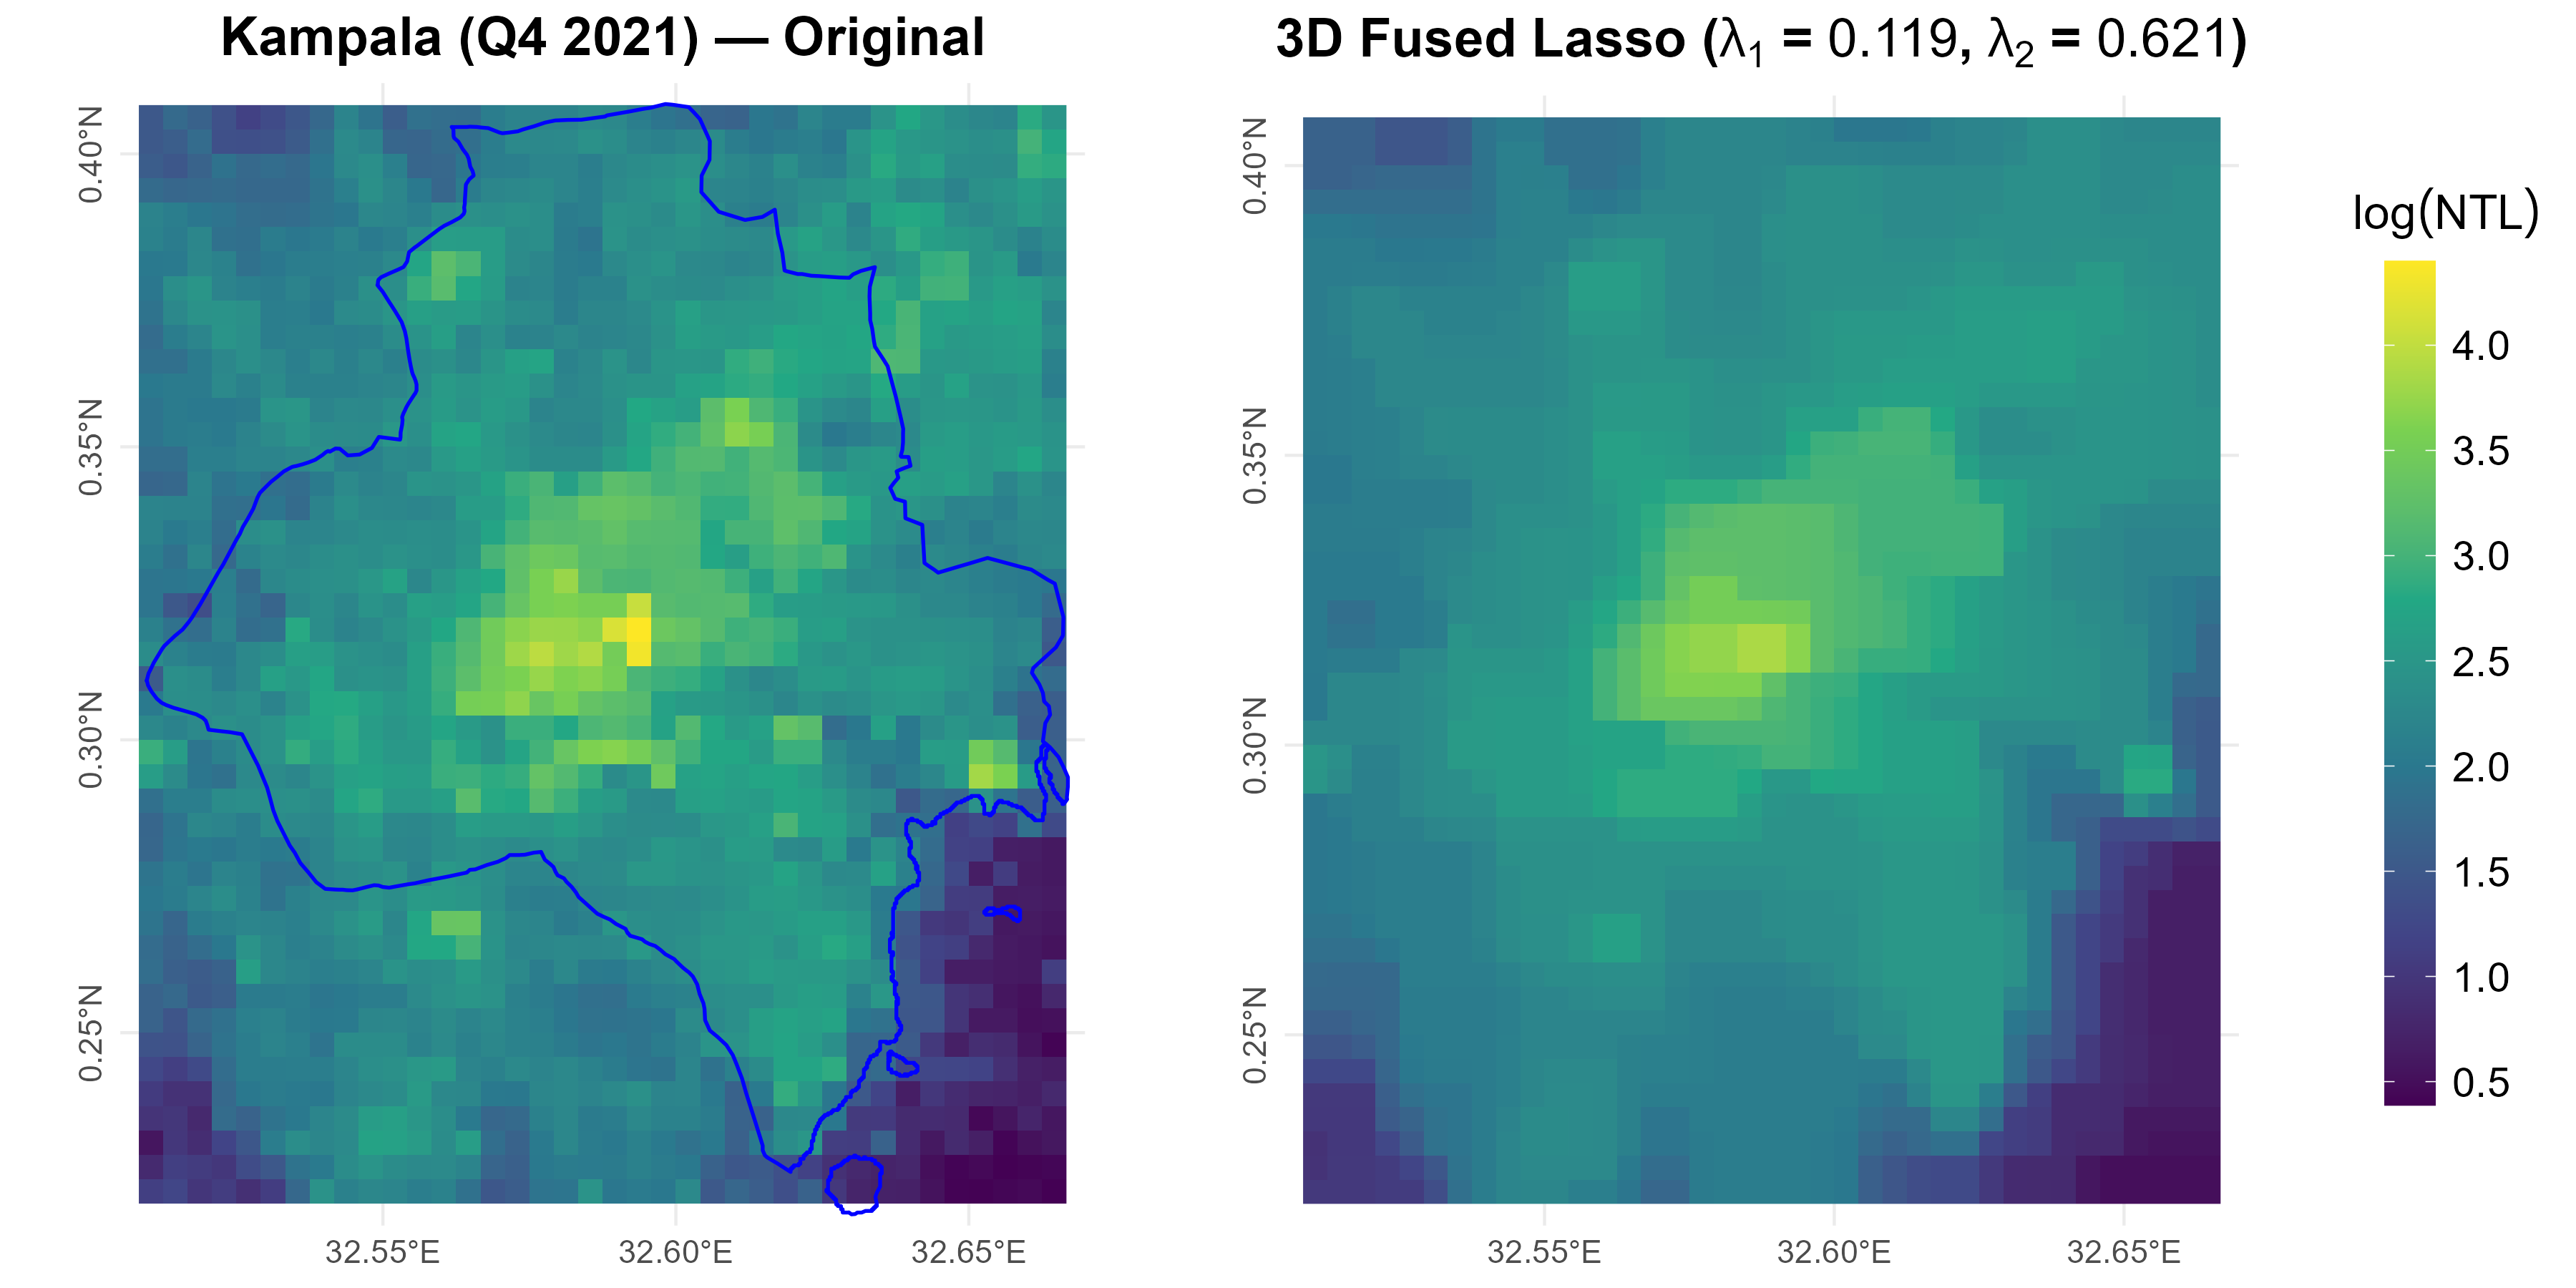 Kampala (Q4 2021) — Original
0.40°N
0.35°N
0.30°N
0.25°N
32.55°E
32.60°E
32.65°E
3D Fused Lasso (λ₁ = 0.119, λ₂ = 0.621)
0.40°N
0.35°N
0.30°N
0.25°N
32.55°E
32.60°E
32.65°E
log(NTL)
4.0
3.5
3.0
2.5
2.0
1.5
1.0
0.5